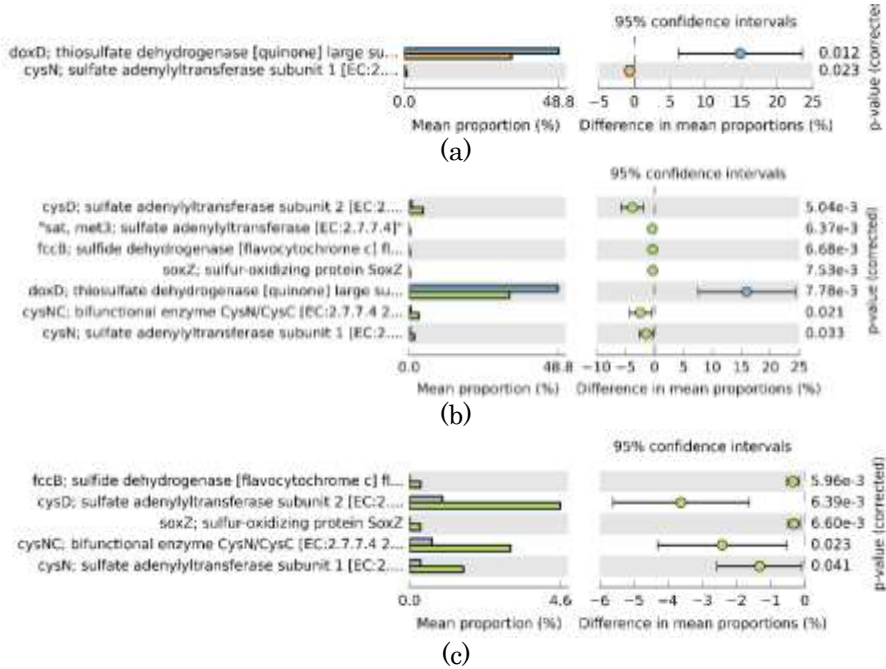 95% confidence intervals
doxD; thiosulfate dehydrogenase [quinone] large su... 0.012
cysN; sulfate adenylyltransferase subunit 1 [EC:2.... 0.023
0.0 48.8 −5 0 5 10 15 20 25
Mean proportion (%) Difference in mean proportions (%)
p-value (corrected)
(a)
95% confidence intervals
cysD; sulfate adenylyltransferase subunit 2 [EC:2.... 5.04e-3
"sat, met3; sulfate adenylyltransferase [EC:2.7.7.4]" 6.37e-3
fccB; sulfide dehydrogenase [flavocytochrome c] fl... 6.68e-3
soxZ; sulfur-oxidizing protein SoxZ 7.53e-3
doxD; thiosulfate dehydrogenase [quinone] large su... 7.78e-3
cysNC; bifunctional enzyme CysN/CysC [EC:2.7.7.4 2... 0.021
cysN; sulfate adenylyltransferase subunit 1 [EC:2.... 0.033
0.0 48.8 −10 −5 0 5 10 15 20 25
Mean proportion (%) Difference in mean proportions (%)
p-value (corrected)
(b)
95% confidence intervals
fccB; sulfide dehydrogenase [flavocytochrome c] fl... 5.96e-3
cysD; sulfate adenylyltransferase subunit 2 [EC:2.... 6.39e-3
soxZ; sulfur-oxidizing protein SoxZ 6.60e-3
cysNC; bifunctional enzyme CysN/CysC [EC:2.7.7.4 2... 0.023
cysN; sulfate adenylyltransferase subunit 1 [EC:2.... 0.041
0.0 4.6 −6 −5 −4 −3 −2 −1 0
Mean proportion (%) Difference in mean proportions (%)
p-value (corrected)
(c)